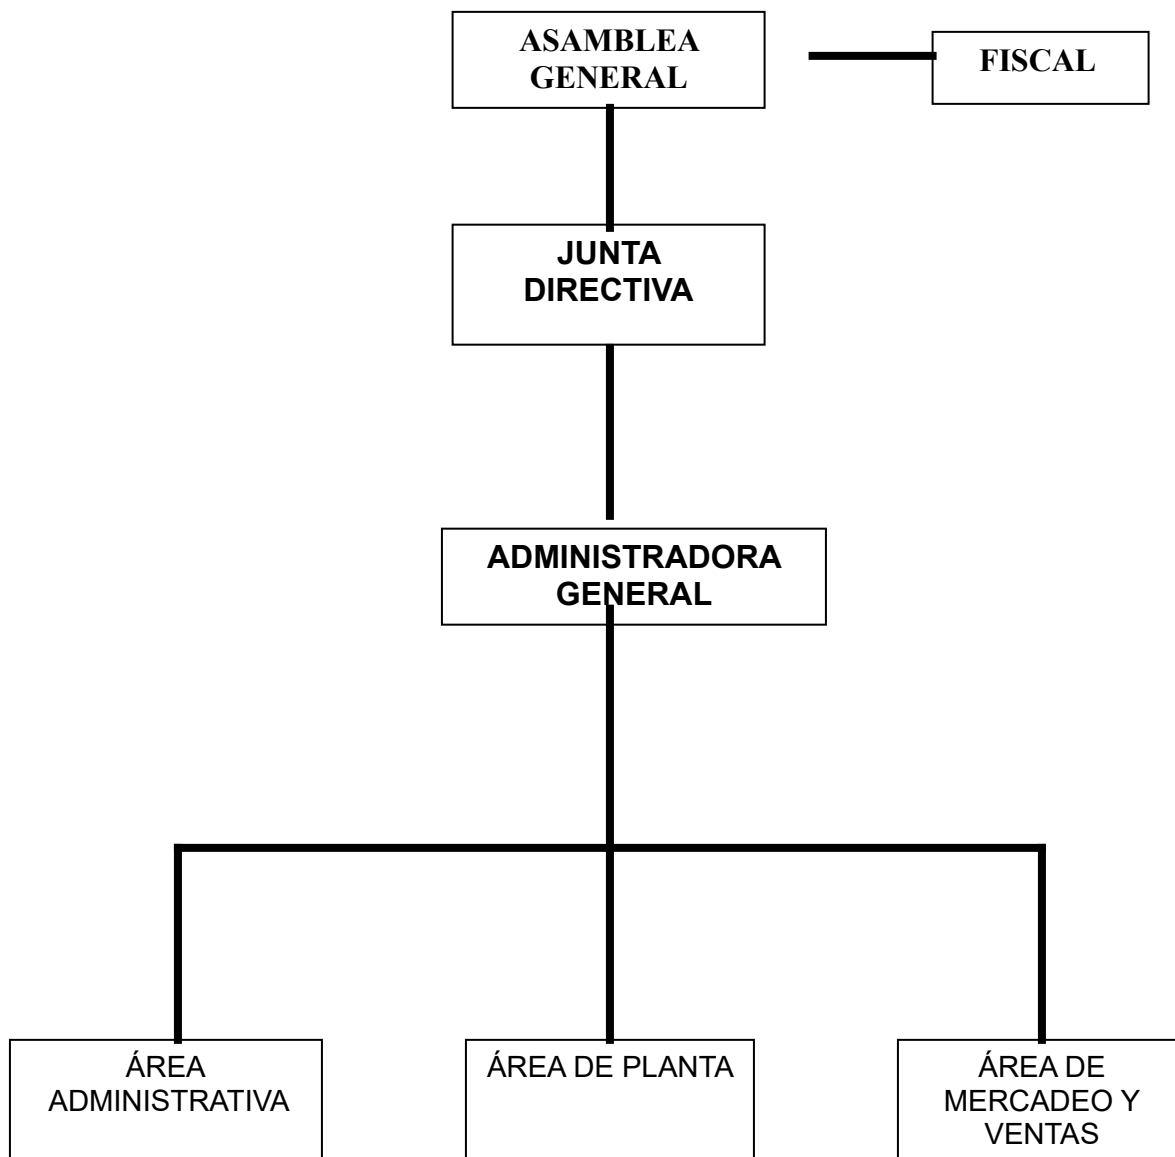 ASAMBLEA
GENERAL
FISCAL
JUNTA
DIRECTIVA
ADMINISTRADORA
GENERAL
ÁREA
ADMINISTRATIVA
ÁREA DE PLANTA
ÁREA DE
MERCADEO Y
VENTAS